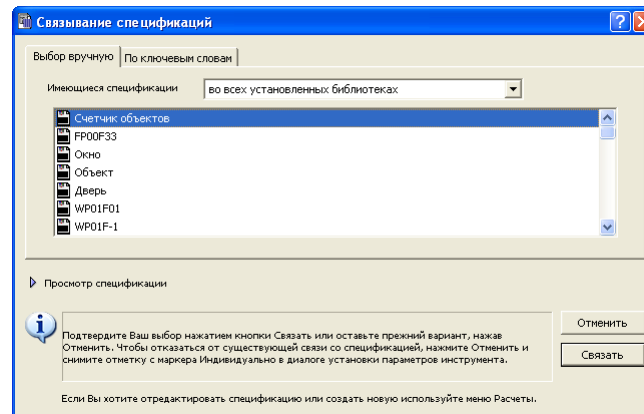 Связывание спецификаций
Выбор вручную
По ключевым словам
Имеющиеся спецификации
во всех установленных библиотеках
Счетчик объектов
FP00F33
Окно
Объект
Дверь
WP01F01
WP01F-1
Просмотр спецификации
Подтвердите Ваш выбор нажатием кнопки Связать или оставьте прежний вариант, нажав
Отменить. Чтобы отказаться от существующей связи со спецификацией, нажмите Отменить и
снимите отметку с маркера Индивидуально в диалоге установки параметров инструмента.
Отменить
Связать
Если Вы хотите отредактировать спецификацию или создать новую используйте меню Расчеты.